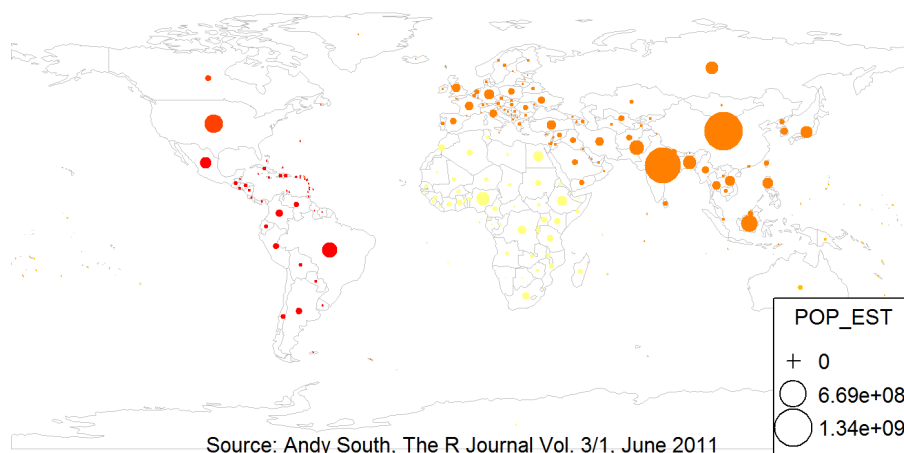 POP_EST
0
6.69e+08
1.34e+09
Source: Andy South, The R Journal Vol. 3/1, June 2011